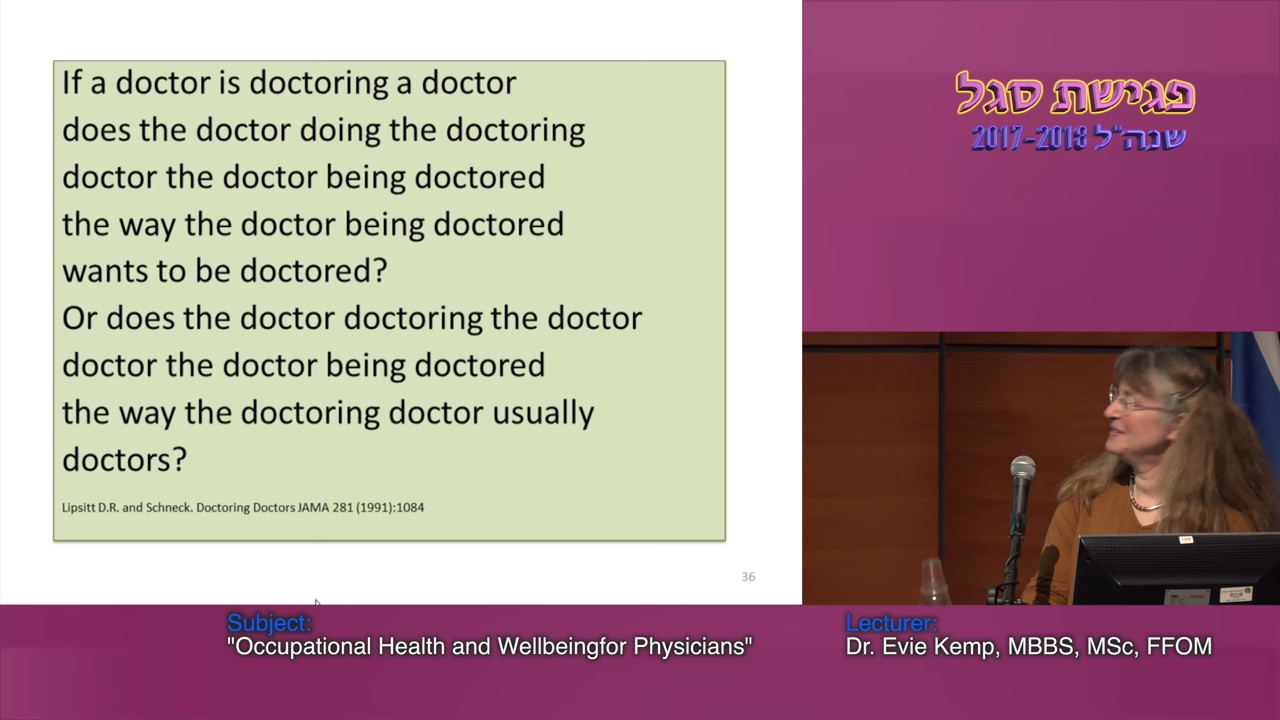 If a doctor is doctoring a doctor
does the doctor doing the doctoring
doctor the doctor being doctored
the way the doctor being doctored
wants to be doctored?
Or does the doctor doctoring the doctor
doctor the doctor being doctored
the way the doctoring doctor usually
doctors?
Lipsitt D.R. and Schneck. Doctoring Doctors JAMA 281 (1991):1084
36
פגישת סגל
שנה"ל 2017-2018
Subject:
"Occupational Health and Wellbeingfor Physicians"
Lecturer:
Dr. Evie Kemp, MBBS, MSc, FFOM